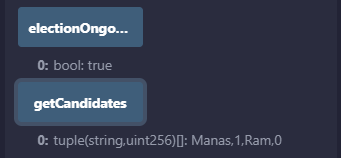 electionOngo...
0: bool: true
getCandidates
0: tuple(string,uint256)[]: Manas,1,Ram,0